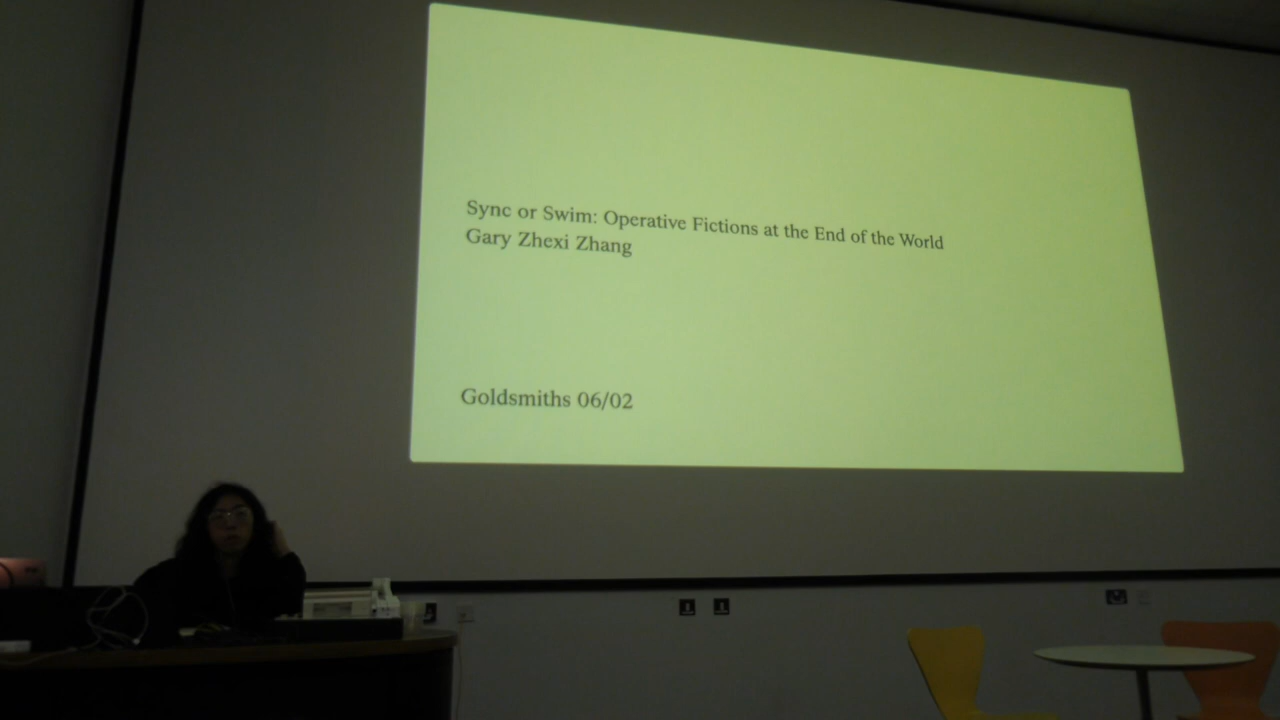 Sync or Swim: Operative Fictions at the End of the World
Gary Zhexi Zhang
Goldsmiths 06/02